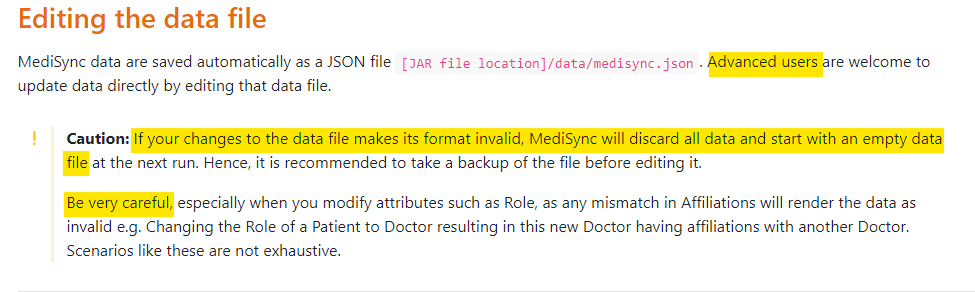 Editing the data file
MediSync data are saved automatically as a JSON file [JAR file location]/data/medisync.json . Advanced users are welcome to
update data directly by editing that data file.
! Caution: If your changes to the data file makes its format invalid, MediSync will discard all data and start with an empty data
file at the next run. Hence, it is recommended to take a backup of the file before editing it.
Be very careful, especially when you modify attributes such as Role, as any mismatch in Affiliations will render the data as
invalid e.g. Changing the Role of a Patient to Doctor resulting in this new Doctor having affiliations with another Doctor.
Scenarios like these are not exhaustive.